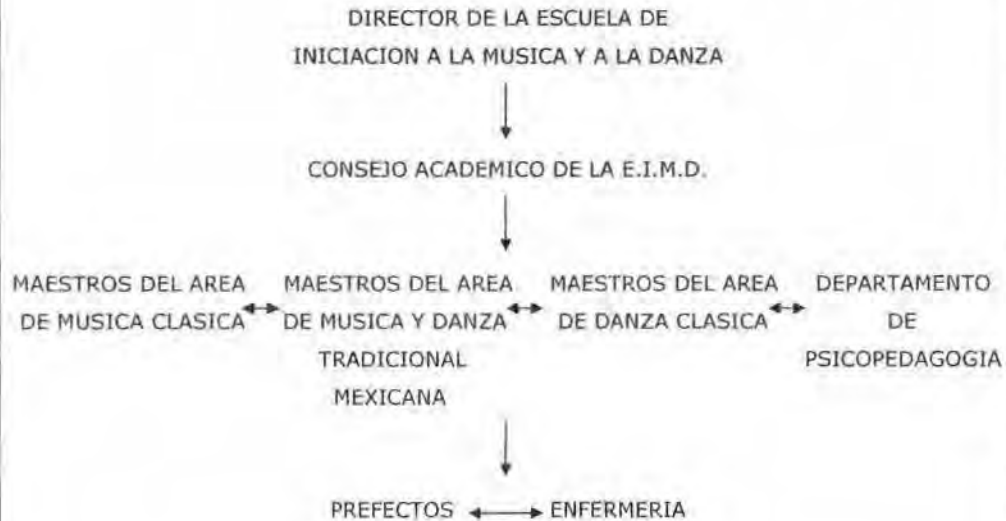 DIRECTOR DE LA ESCUELA DE
INICIACION A LA MUSICA Y A LA DANZA
CONSEJO ACADEMICO DE LA E.I.M.D.
MAESTROS DEL AREA
DE MUSICA CLASICA
MAESTROS DEL AREA
DE MUSICA Y DANZA
TRADICIONAL
MEXICANA
MAESTROS DEL AREA
DE DANZA CLASICA
DEPARTAMENTO
DE
PSICOPEDAGOGIA
PREFECTOS
ENFERMERIA